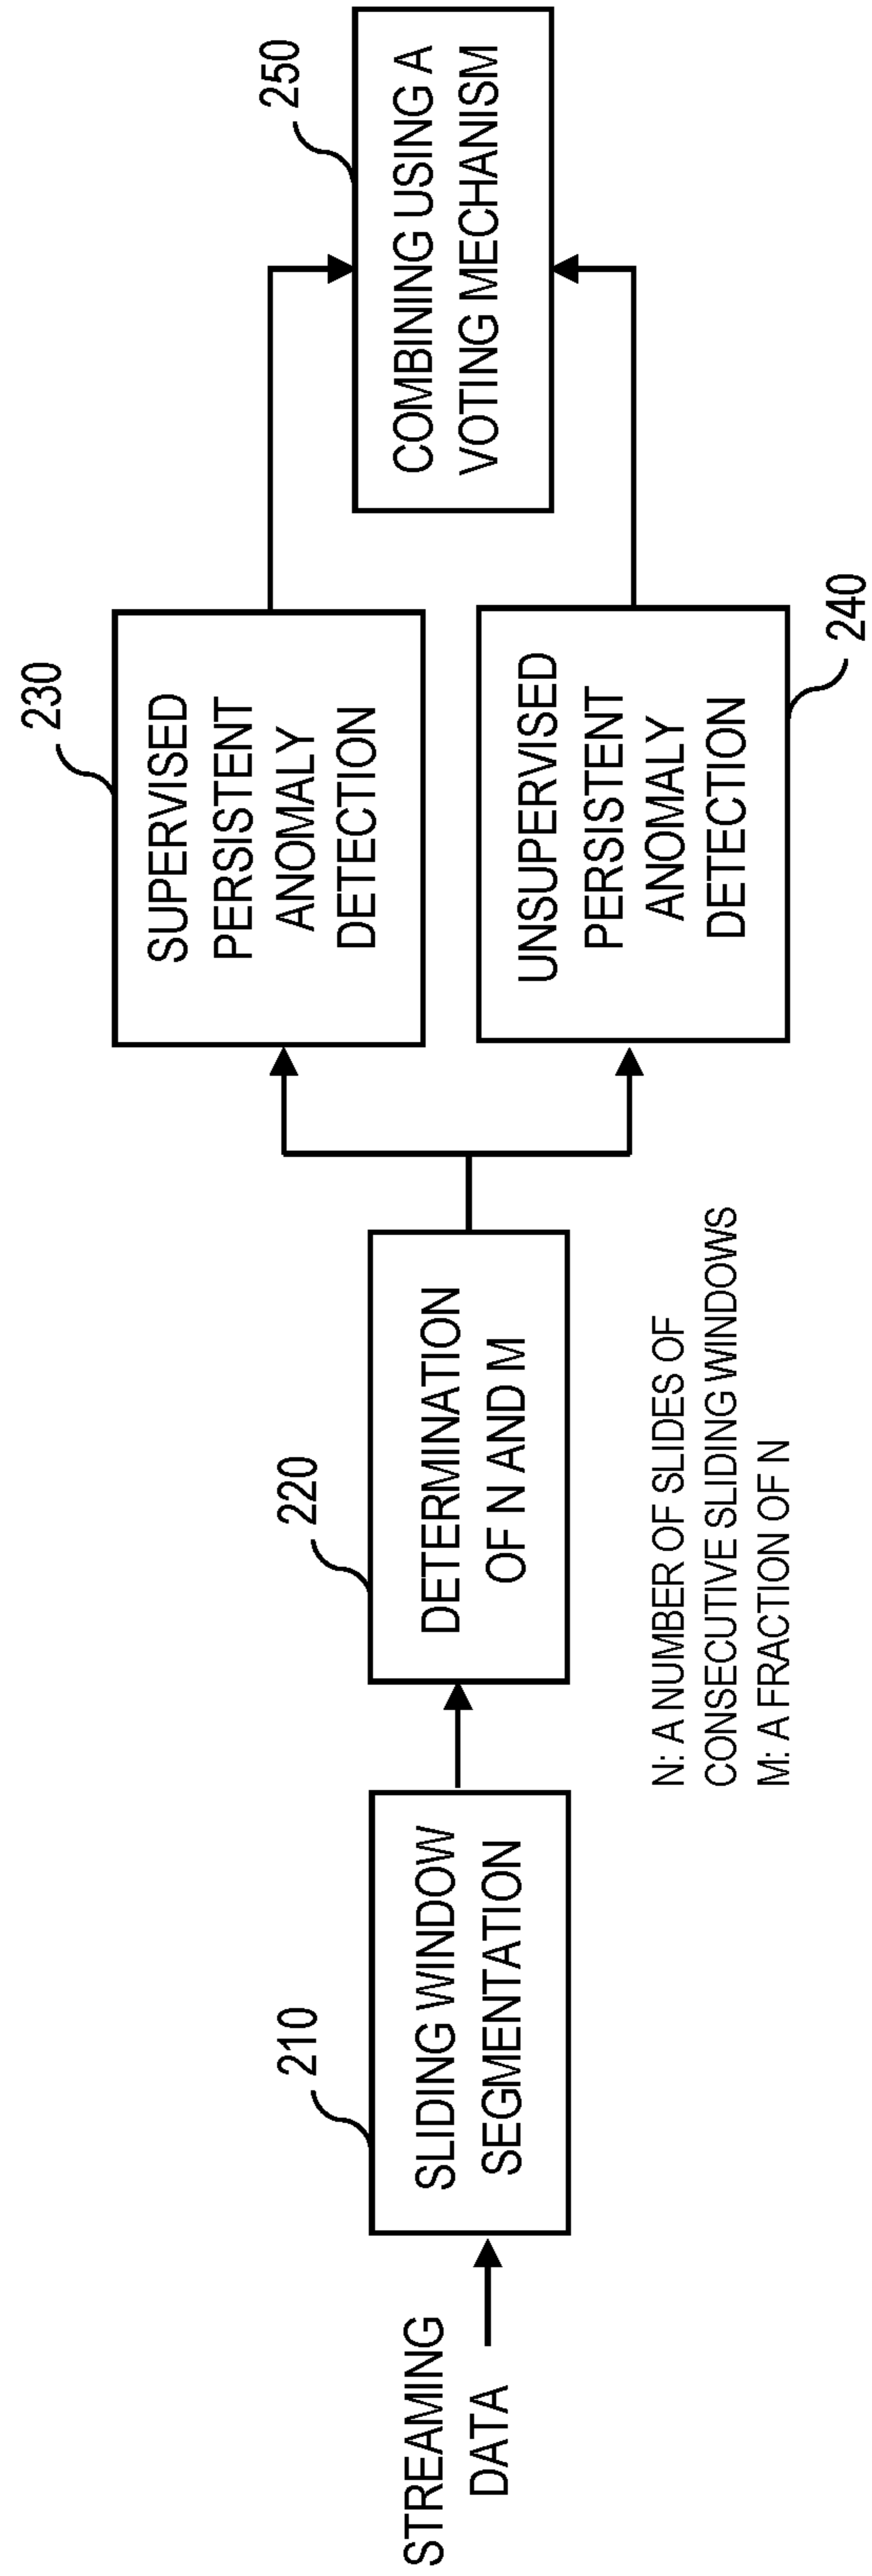 STREAMING
DATA
210
SLIDING WINDOW
SEGMENTATION
220
DETERMINATION
OF N AND M
N: A NUMBER OF SLIDES OF
CONSECUTIVE SLIDING WINDOWS
M: A FRACTION OF N
230
SUPERVISED
PERSISTENT
ANOMALY
DETECTION
UNSUPERVISED
PERSISTENT
ANOMALY
DETECTION
240
250
COMBINING USING A
VOTING MECHANISM